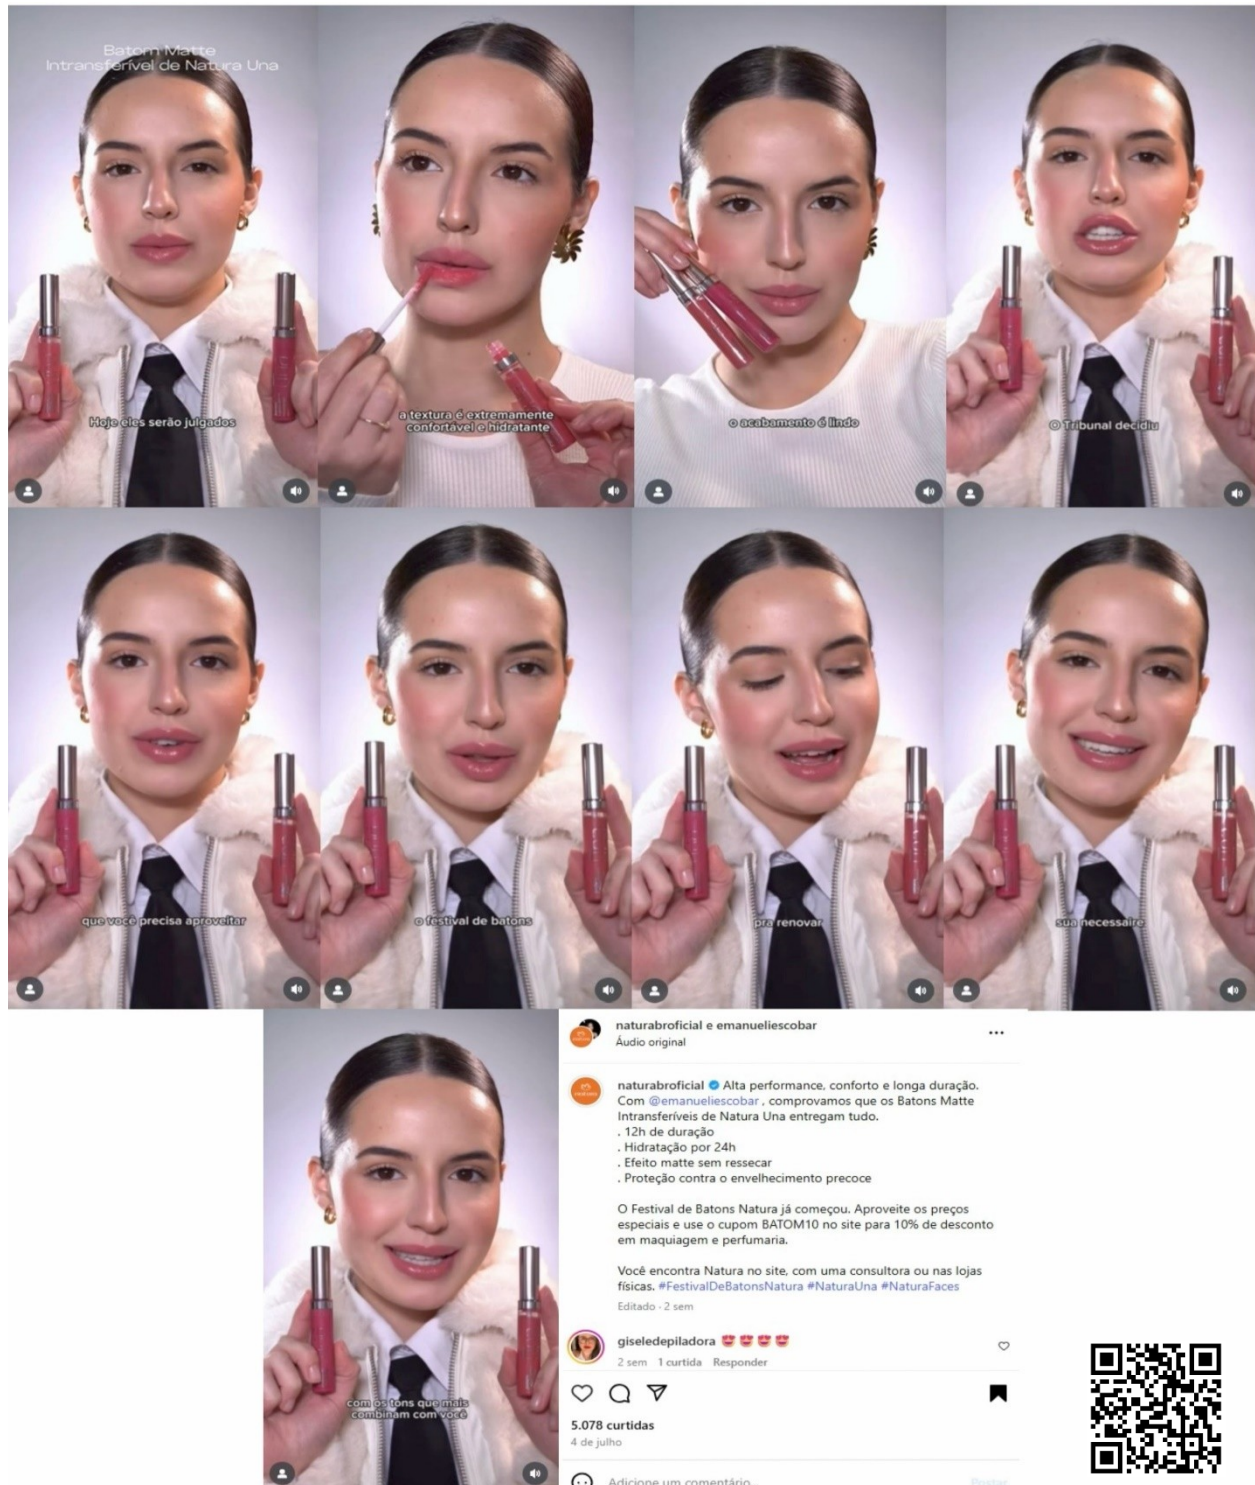 Batom Matte
Intransferível de Natura Una
Hoje eles serão julgados
a textura é extremamente
confortável e hidratante
o acabamento é lindo
O Tribunal decidiu
que você precisa aproveitar
o festival de batons
pra renovar
sua necessaire
com os tons que mais
combinam com você
naturabroficial e emanueliescobar
Áudio original
naturabroficial Alta performance, conforto e longa duração.
Com @emanueliescobar , comprovamos que os Batons Matte
Intransferíveis de Natura Una entregam tudo.
. 12h de duração
. Hidratação por 24h
. Efeito matte sem ressecar
. Proteção contra o envelhecimento precoce
O Festival de Batons Natura já começou. Aproveite os preços
especiais e use o cupom BATOM10 no site para 10% de desconto
em maquiagem e perfumaria.
Você encontra Natura no site, com uma consultora ou nas lojas
físicas. #FestivalDeBatonsNatura #NaturaUna #NaturaFaces
Editado · 2 sem
giseledepiladora
2 sem 1 curtida Responder
5.078 curtidas
4 de julho
Adicione um comentário...
Postar